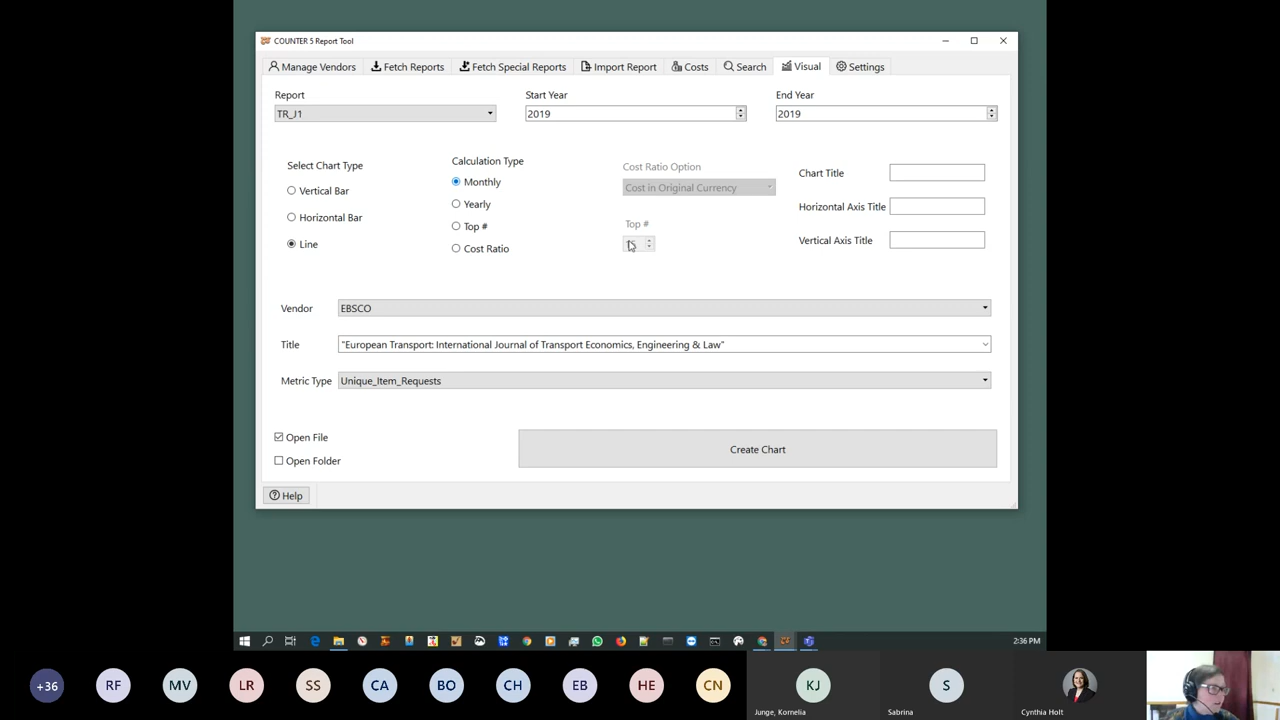 COUNTER 5 Report Tool
Manage Vendors Fetch Reports Fetch Special Reports Import Report Costs Search Visual Settings
Report Start Year End Year
TR_J1 2019 2019
Select Chart Type
Vertical Bar
Horizontal Bar
Line
Calculation Type
Monthly
Yearly
Top #
Cost Ratio
Cost Ratio Option
Cost in Original Currency
Top #
Chart Title
Horizontal Axis Title
Vertical Axis Title
Vendor EBSCO
Title "European Transport: International Journal of Transport Economics, Engineering & Law"
Metric Type Unique_Item_Requests
Open File
Open Folder
Create Chart
Help
2:36 PM
+36 RF MV LR SS CA BO CH EB HE CN KJ S
Junge, Kornelia Sabrina Cynthia Holt